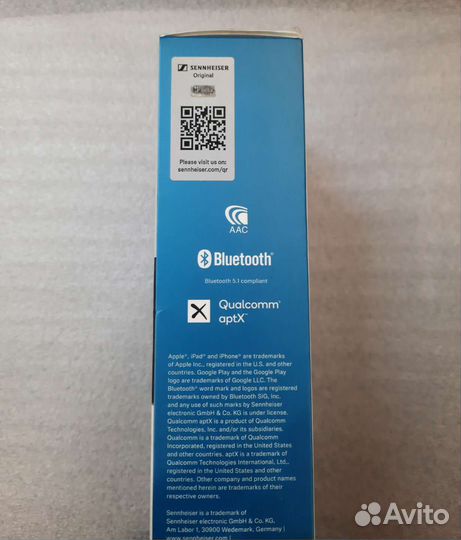 SENNHEISER
Original
Please visit us on:
sennheiser.com/qr
AAC
Bluetooth®
Bluetooth 5.1 compliant
Qualcomm®
aptX™
Apple®, iPad® and iPhone® are trademarks
of Apple Inc., registered in the U.S. and other
countries. Google Play and the Google Play
logo are trademarks of Google LLC. The
Bluetooth® word mark and logos are registered
trademarks owned by Bluetooth SIG, Inc.
and any use of such marks by Sennheiser
electronic GmbH & Co. KG is under license.
Qualcomm aptX is a product of Qualcomm
Technologies, Inc. and/or its subsidiaries.
Qualcomm is a trademark of Qualcomm
Incorporated, registered in the United States
and other countries. aptX is a trademark of
Qualcomm Technologies International, Ltd.,
registered in the United States and other
countries. Other company and product names
mentioned herein are trademarks of their
respective owners.
Sennheiser is a trademark of
Sennheiser electronic GmbH & Co. KG,
Am Labor 1, 30900 Wedemark, Germany |
www.sennheiser.com
Avito